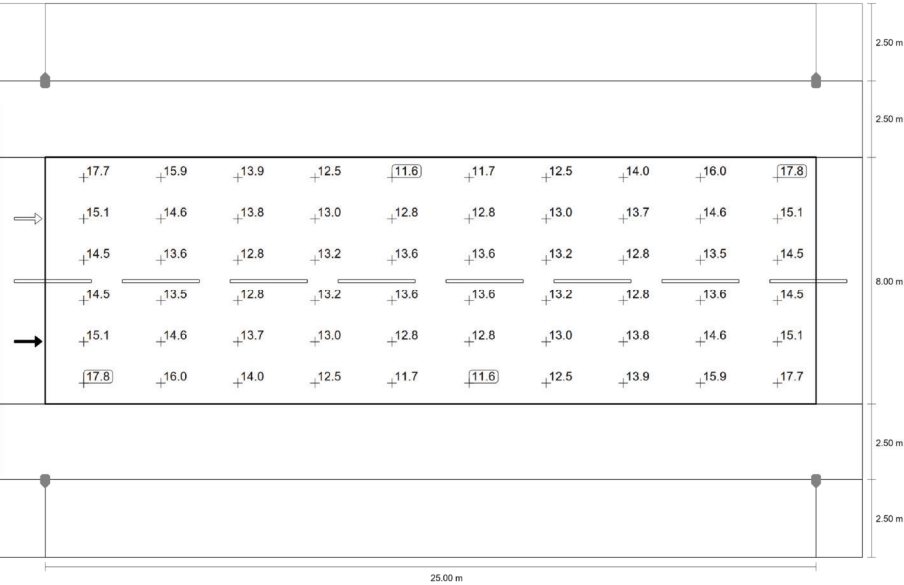 2.50 m
2.50 m
17.7 15.9 13.9 12.5 11.6 11.7 12.5 14.0 16.0 17.8
15.1 14.6 13.8 13.0 12.8 12.8 13.0 13.7 14.6 15.1
14.5 13.6 12.8 13.2 13.6 13.6 13.2 12.8 13.5 14.5
8.00 m
14.5 13.5 12.8 13.2 13.6 13.6 13.2 12.8 13.6 14.5
15.1 14.6 13.7 13.0 12.8 12.8 13.0 13.8 14.6 15.1
17.8 16.0 14.0 12.5 11.7 11.6 12.5 13.9 15.9 17.7
2.50 m
2.50 m
25.00 m